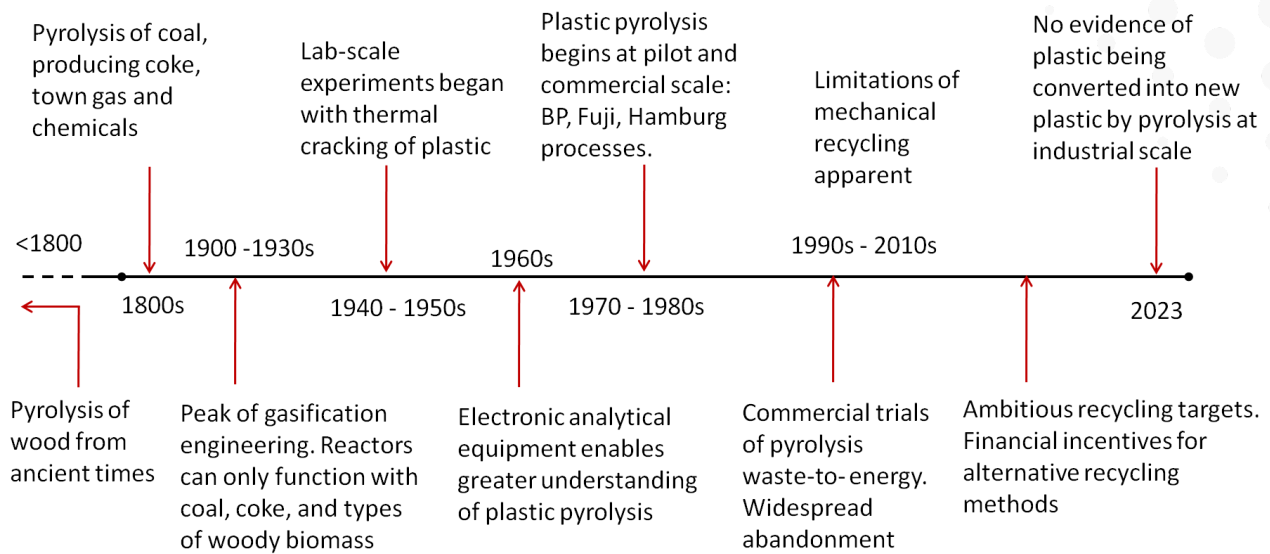 Pyrolysis of coal,
producing coke,
town gas and
chemicals
Lab-scale
experiments began
with thermal
cracking of plastic
Plastic pyrolysis
begins at pilot and
commercial scale:
BP, Fuji, Hamburg
processes.
Limitations of
mechanical
recycling
apparent
No evidence of
plastic being
converted into new
plastic by pyrolysis at
industrial scale
<1800
1800s
1900 -1930s
1940 - 1950s
1960s
1970 - 1980s
1990s - 2010s
2023
Pyrolysis of
wood from
ancient times
Peak of gasification
engineering. Reactors
can only function with
coal, coke, and types
of woody biomass
Electronic analytical
equipment enables
greater understanding
of plastic pyrolysis
Commercial trials
of pyrolysis
waste-to- energy.
Widespread
abandonment
Ambitious recycling targets.
Financial incentives for
alternative recycling
methods